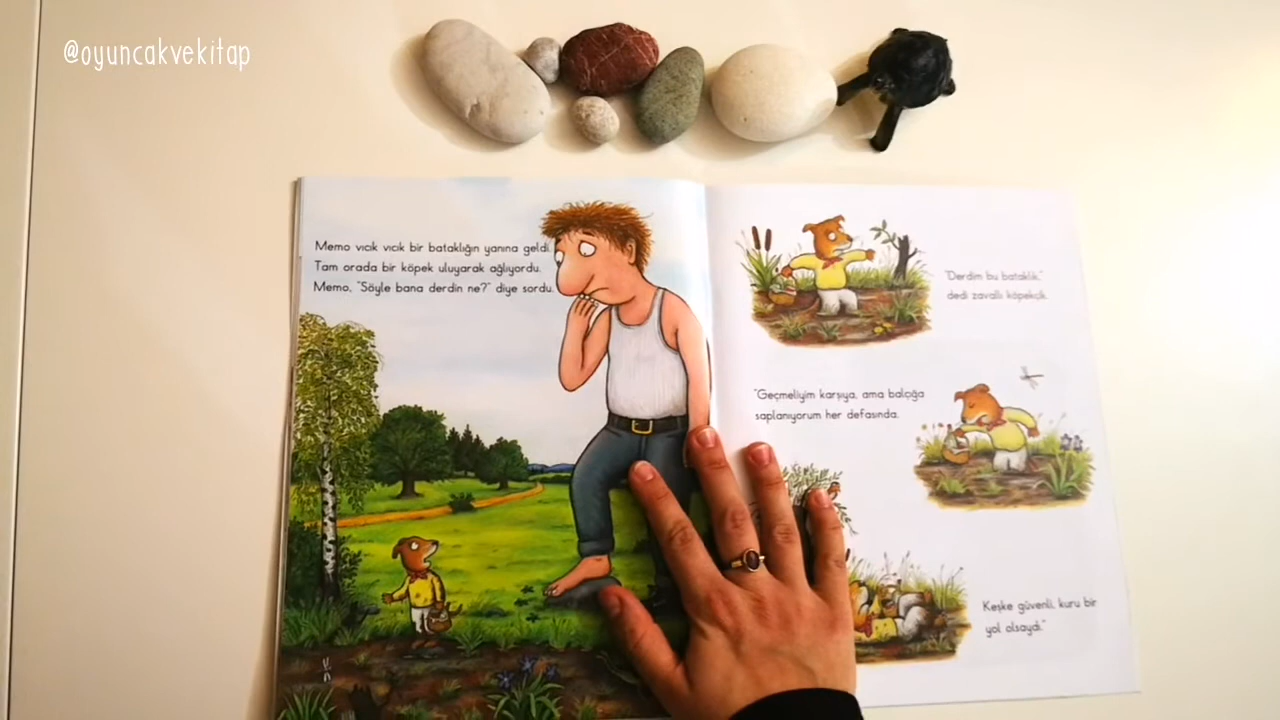 @oyuncakvekitap
Memo vıcık vıcık bir bataklığın yanına geldi.
Tam orada bir köpek uluyarak ağlıyordu.
Memo, "Söyle bana derdin ne?" diye sordu.
"Derdim bu bataklık,"
dedi zavallı köpekçik.
"Geçmeliyim karşıya, ama balçığa
saplanıyorum her defasında.
Keşke güvenli, kuru bir
yol olsaydı."